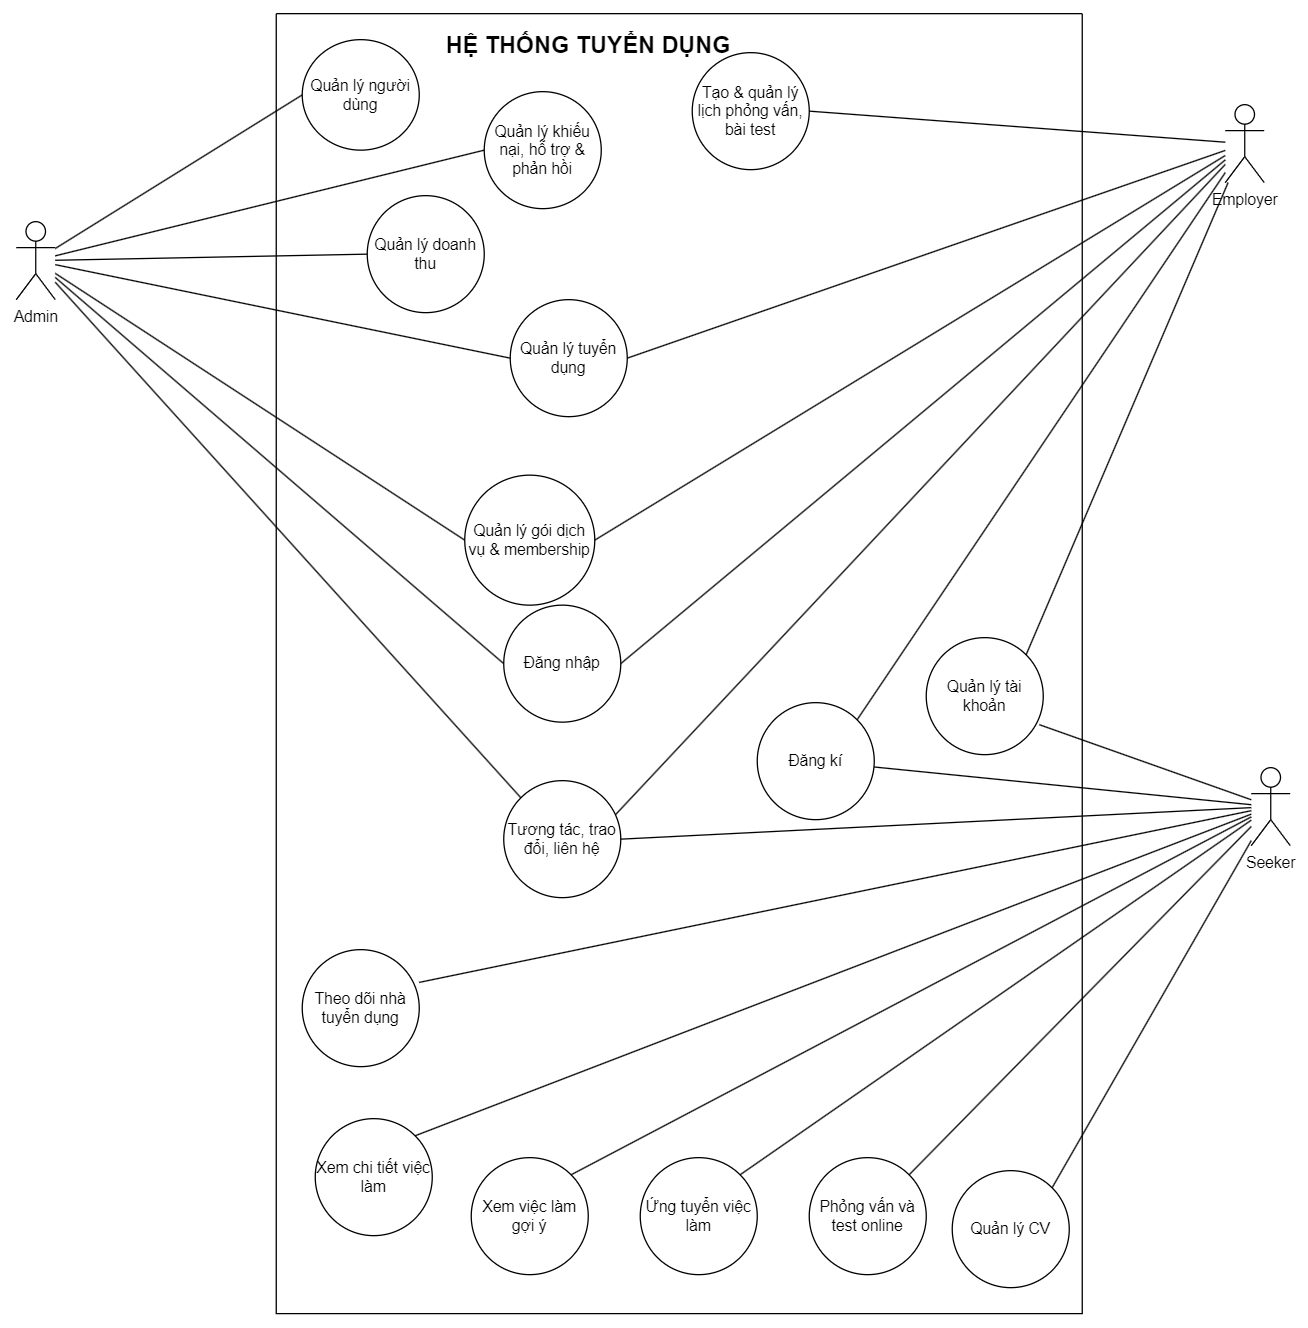 HỆ THỐNG TUYỂN DỤNG
Quản lý người
dùng
Tạo & quản lý
lịch phỏng vấn,
bài test
Quản lý khiếu
nại, hỗ trợ &
phản hồi
Employer
Quản lý doanh
thu
Admin
Quản lý tuyển
dụng
Quản lý gói dịch
vụ & membership
Đăng nhập
Quản lý tài
khoản
Đăng kí
Tương tác, trao
đổi, liên hệ
Seeker
Theo dõi nhà
tuyển dụng
Xem chi tiết việc
làm
Xem việc làm
gợi ý
Ứng tuyển việc
làm
Phỏng vấn và
test online
Quản lý CV